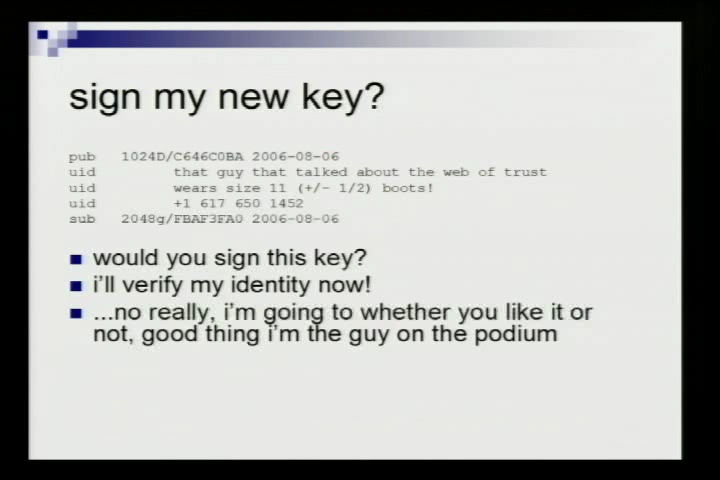 sign my new key?
pub 1024D/C646C0BA 2006-08-06
uid that guy that talked about the web of trust
uid wears size 11 (+/- 1/2) boots!
uid +1 617 650 1452
sub 2048g/FBAF3FA0 2006-08-06
would you sign this key?
i'll verify my identity now!
...no really, i'm going to whether you like it or
not, good thing i'm the guy on the podium